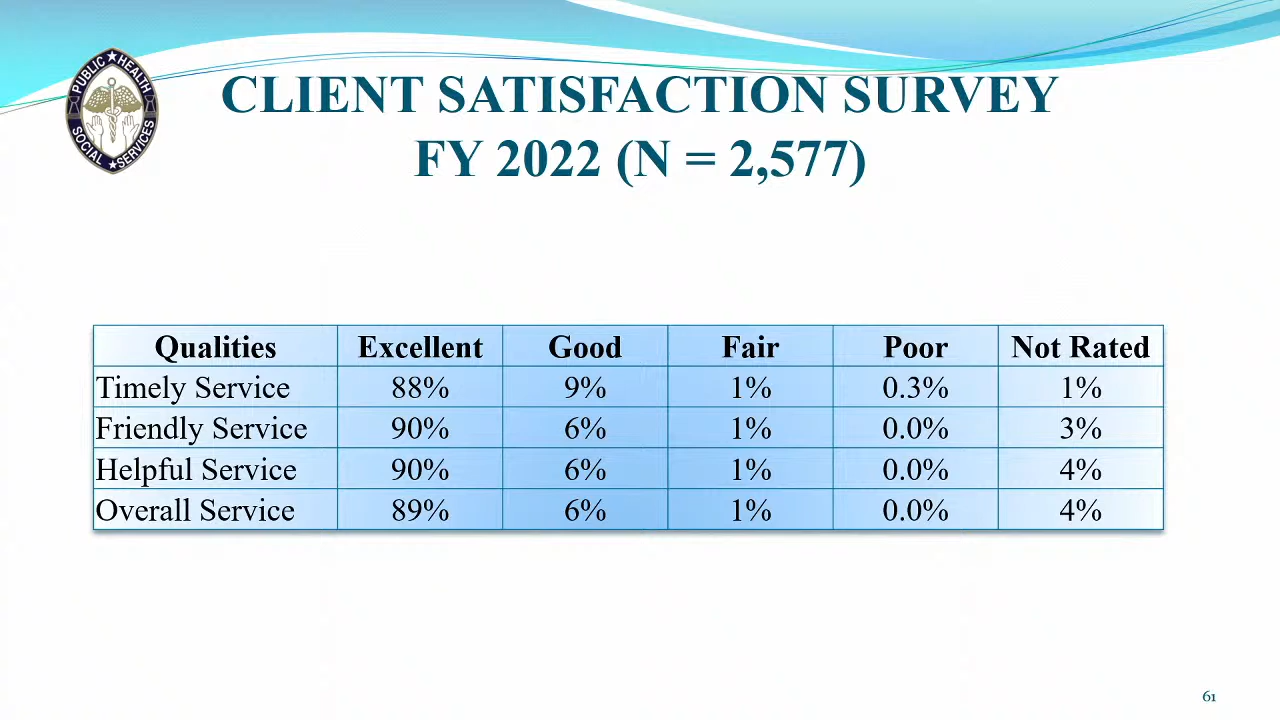 PUBLIC HEALTH
SOCIAL SERVICES
CLIENT SATISFACTION SURVEY
FY 2022 (N = 2,577)
Qualities Excellent Good Fair Poor Not Rated
Timely Service 88% 9% 1% 0.3% 1%
Friendly Service 90% 6% 1% 0.0% 3%
Helpful Service 90% 6% 1% 0.0% 4%
Overall Service 89% 6% 1% 0.0% 4%
61